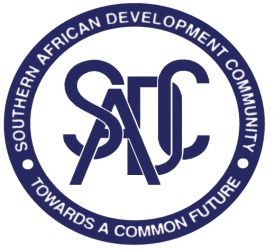 SOUTHERN AFRICAN DEVELOPMENT COMMUNITY
SADC
TOWARDS A COMMON FUTURE